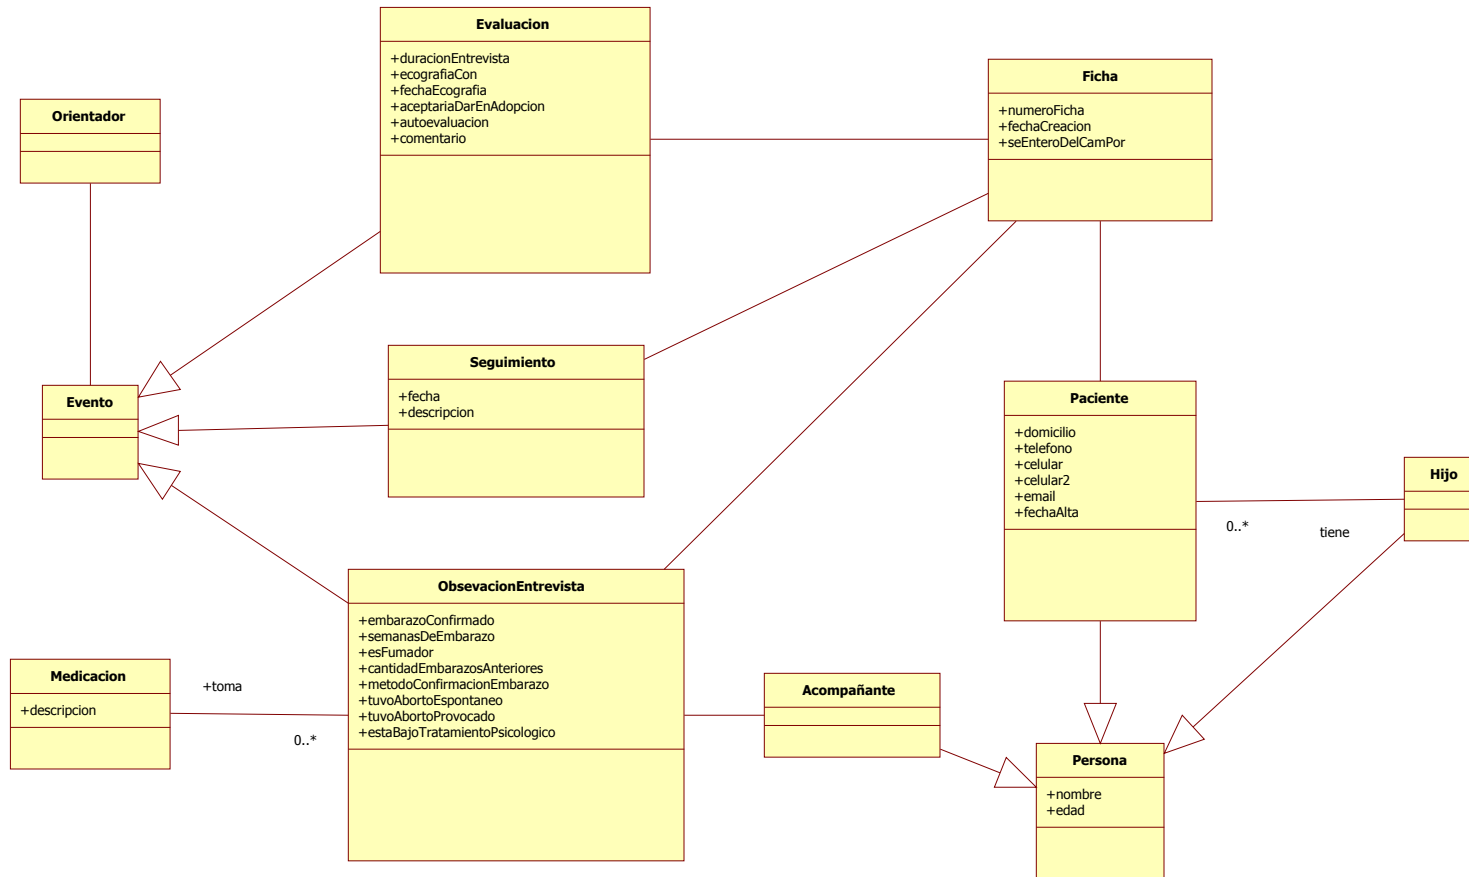 Evaluacion
+duracionEntrevista
+ecografiaCon
+fechaEcografia
+aceptariaDarEnAdopcion
+autoevaluacion
+comentario
Ficha
+numeroFicha
+fechaCreacion
+seEnteroDelCamPor
Orientador
Evento
Seguimiento
+fecha
+descripcion
Paciente
+domicilio
+telefono
+celular
+celular2
+email
+fechaAlta
Hijo
0..*
tiene
ObsevacionEntrevista
+embarazoConfirmado
+semanasDeEmbarazo
+esFumador
+cantidadEmbarazosAnteriores
+metodoConfirmacionEmbarazo
+tuvoAbortoEspontaneo
+tuvoAbortoProvocado
+estaBajoTratamientoPsicologico
Medicacion
+descripcion
+toma
0..*
Acompañante
Persona
+nombre
+edad